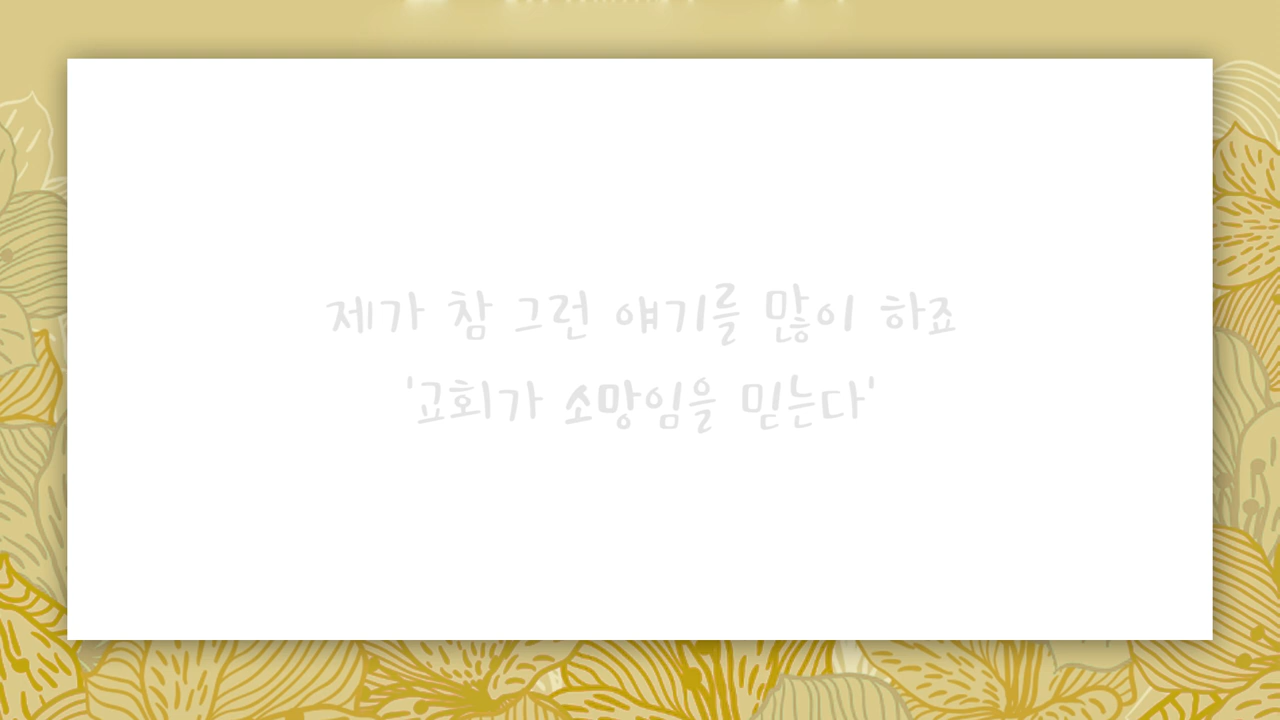 제가 참 그런 얘기를 많이 하죠
'교회가 소망임을 믿는다'